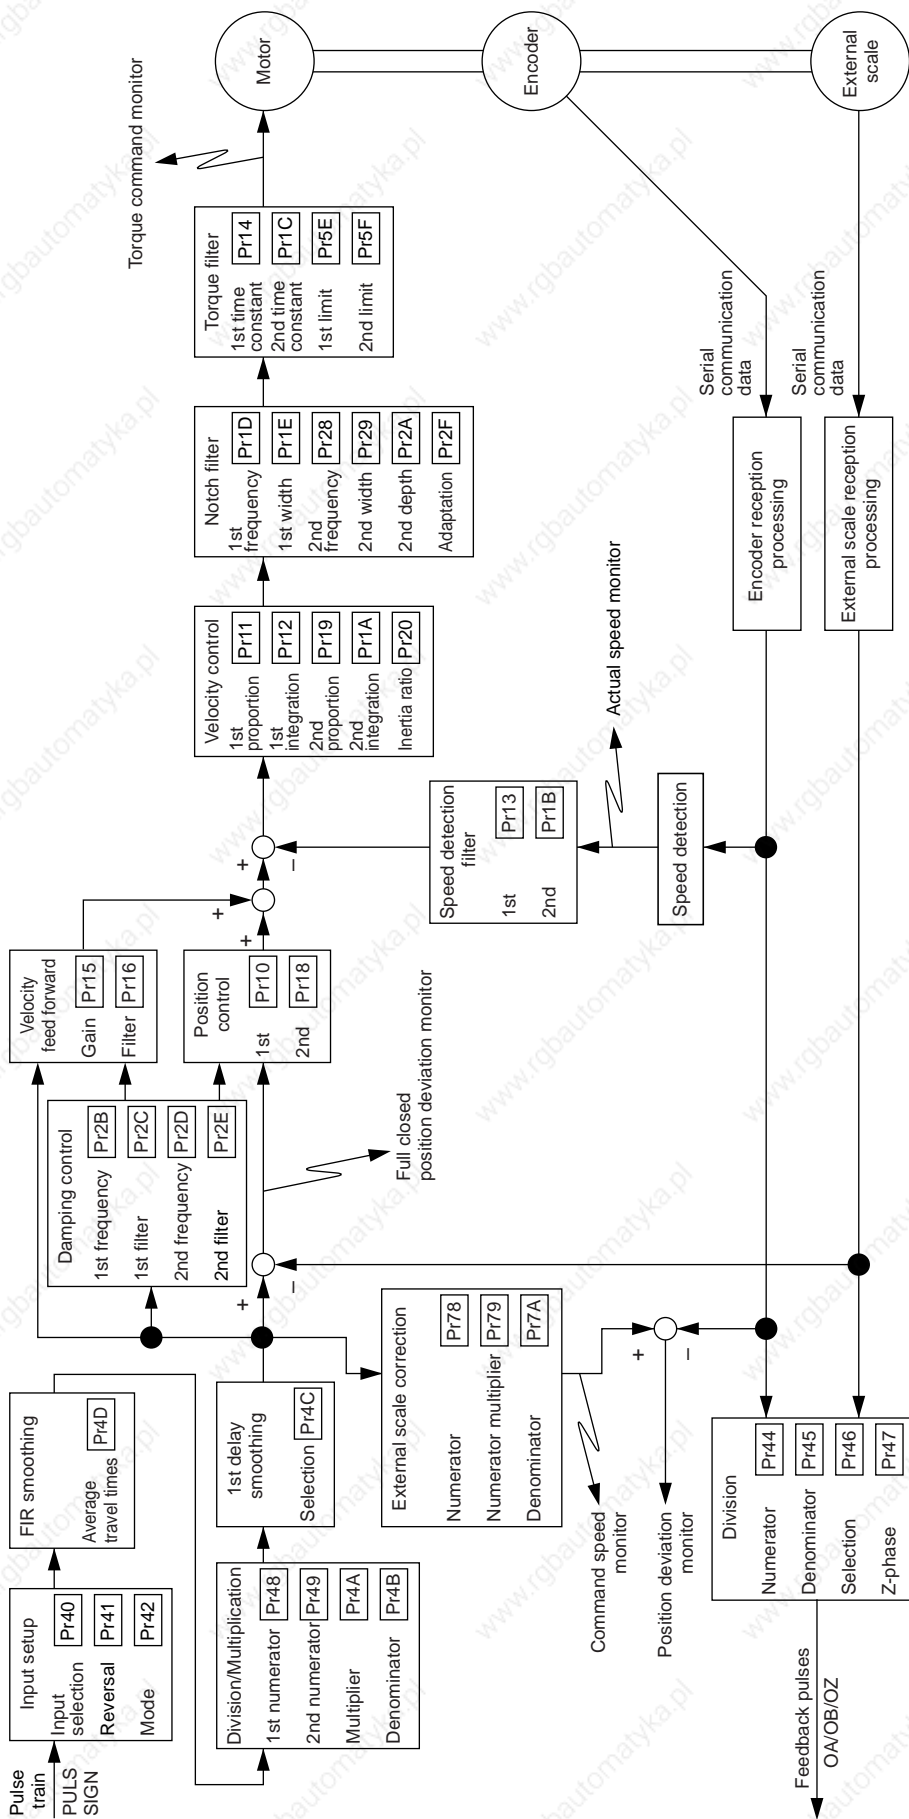 Pulse
train
PULS
SIGN
Input setup
Input
selection
Pr40
Reversal
Pr41
Mode
Pr42
FIR smoothing
Average
travel times
Pr4D
Division/Multiplication
1st numerator
Pr48
2nd numerator
Pr49
Multiplier
Pr4A
Denominator
Pr4B
1st delay
smoothing
Selection
Pr4C
Damping control
1st frequency
Pr2B
1st filter
Pr2C
2nd frequency
Pr2D
2nd filter
Pr2E
Velocity
feed forward
Gain
Pr15
Filter
Pr16
Position
control
1st
Pr10
2nd
Pr18
+
–
+
+
+
–
Full closed
position deviation monitor
External scale correction
Numerator
Pr78
Numerator multiplier
Pr79
Denominator
Pr7A
Command speed
monitor
+
–
Position deviation
monitor
Division
Numerator
Pr44
Denominator
Pr45
Selection
Pr46
Z-phase
Pr47
Feedback pulses
OA/OB/OZ
Velocity control
1st
proportion
Pr11
1st
integration
Pr12
2nd
proportion
Pr19
2nd
integration
Pr1A
Inertia ratio
Pr20
Speed detection
filter
1st
Pr13
2nd
Pr1B
Actual speed monitor
Speed detection
Notch filter
1st
frequency
Pr1D
1st width
Pr1E
2nd
frequency
Pr28
2nd width
Pr29
2nd depth
Pr2A
Adaptation
Pr2F
Torque filter
1st time
constant
Pr14
2nd time
constant
Pr1C
1st limit
Pr5E
2nd limit
Pr5F
Torque command monitor
Motor
Encoder
External
scale
Serial
communication
data
Serial
communication
data
Encoder reception
processing
External scale reception
processing
www.rgbautomatyka.pl